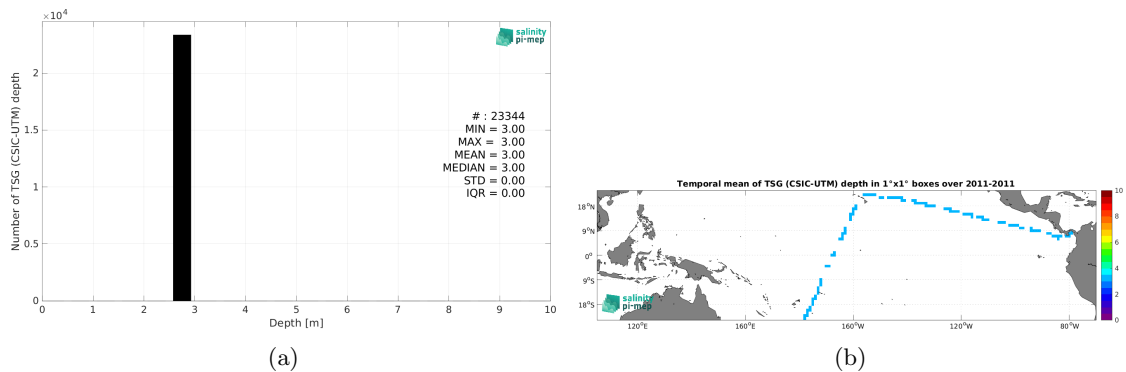 ×10⁴
salinity
pi-mep
2
1.5
1
0.5
0
Number of TSG (CSIC-UTM) depth
# : 23344
MIN = 3.00
MAX = 3.00
MEAN = 3.00
MEDIAN = 3.00
STD = 0.00
IQR = 0.00
0 1 2 3 4 5 6 7 8 9 10
Depth [m]
(a)
Temporal mean of TSG (CSIC-UTM) depth in 1°x1° boxes over 2011-2011
18°N
9°N
0°
9°S
18°S
salinity
pi-mep
120°E 160°E 160°W 120°W 80°W
10
8
6
4
2
0
(b)